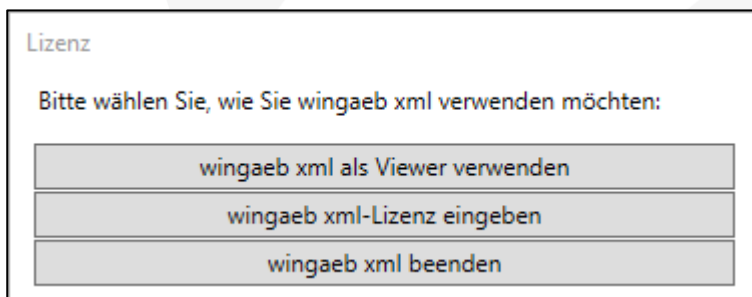 Lizenz
Bitte wählen Sie, wie Sie wingaeb xml verwenden möchten:
wingaeb xml als Viewer verwenden
wingaeb xml-Lizenz eingeben
wingaeb xml beenden